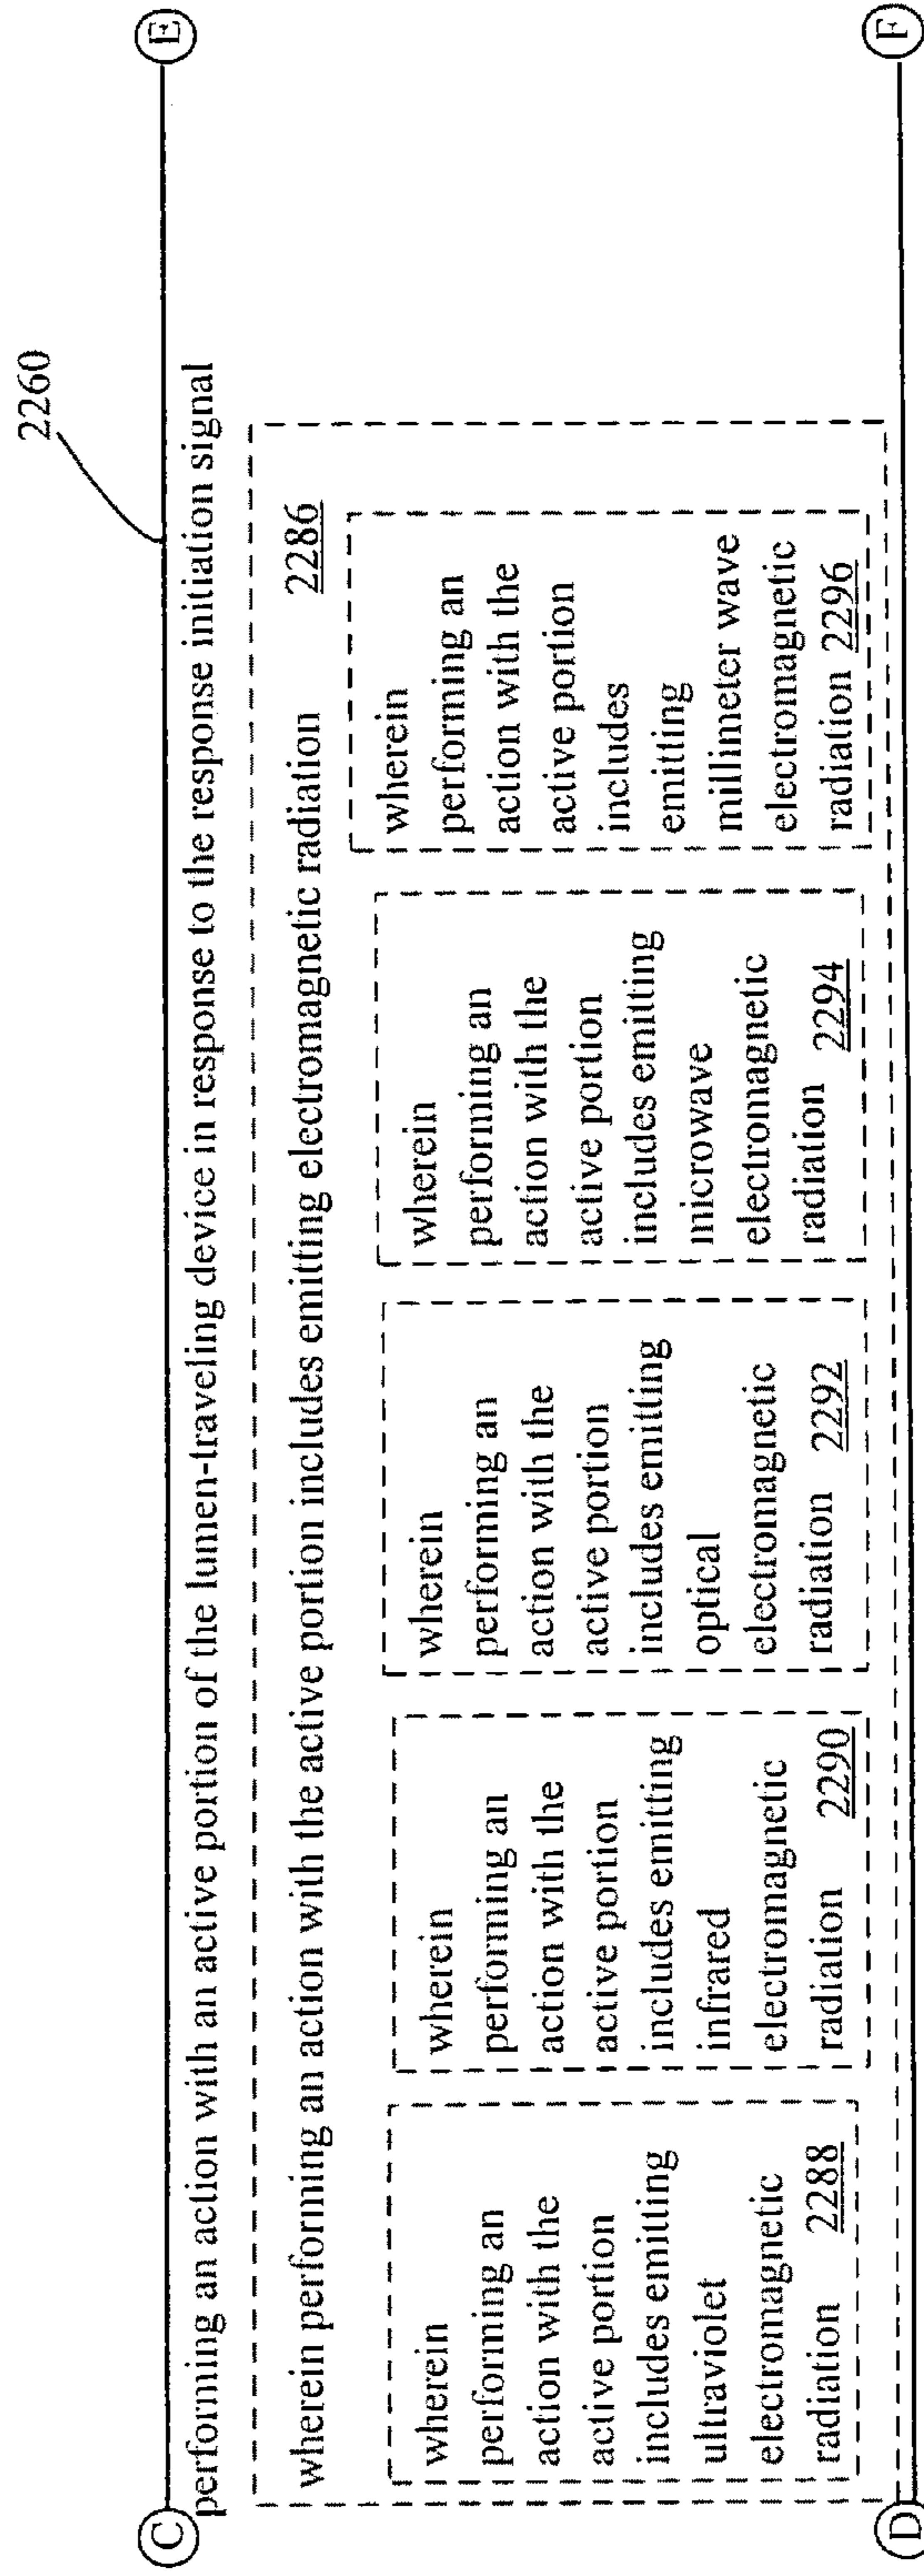 2260
C
E
performing an action with an active portion of the lumen-traveling device in response to the response initiation signal
wherein performing an action with the active portion includes emitting electromagnetic radiation 2286
wherein
performing an
action with the
active portion
includes emitting
ultraviolet
electromagnetic
radiation 2288
wherein
performing an
action with the
active portion
includes emitting
infrared
electromagnetic
radiation 2290
wherein
performing an
action with the
active portion
includes emitting
optical
electromagnetic
radiation 2292
wherein
performing an
action with the
active portion
includes emitting
microwave
electromagnetic
radiation 2294
wherein
performing an
action with the
active portion
includes
emitting
millimeter wave
electromagnetic
radiation 2296
D
F